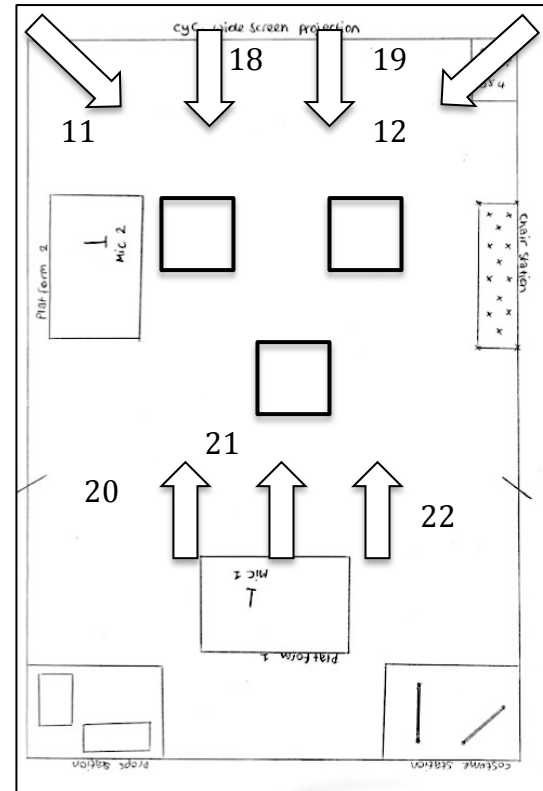 cyc wide screen projection
18
19
11
12
Platform 2
Mic 2
Chair station
21
20
22
Mic 1
Platform 1
props station
costume station